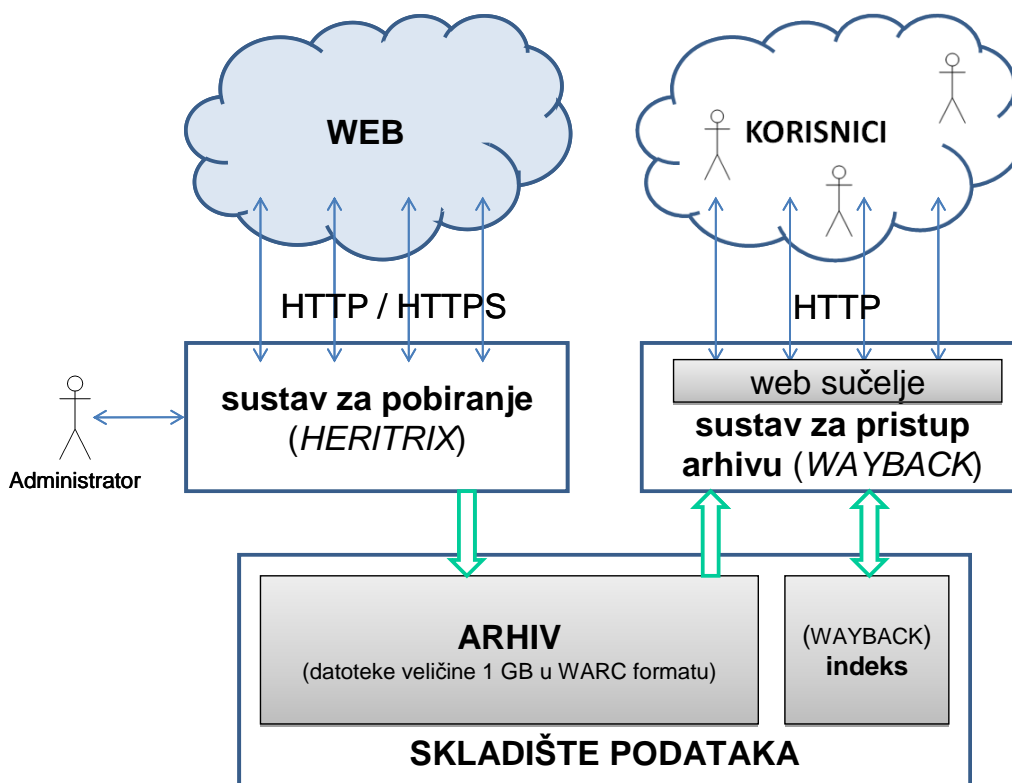 WEB
KORISNICI
HTTP / HTTPS
HTTP
sustav za pobiranje
(HERITRIX)
web sučelje
sustav za pristup
arhivu (WAYBACK)
Administrator
ARHIV
(datoteke veličine 1 GB u WARC formatu)
(WAYBACK)
indeks
SKLADIŠTE PODATAKA